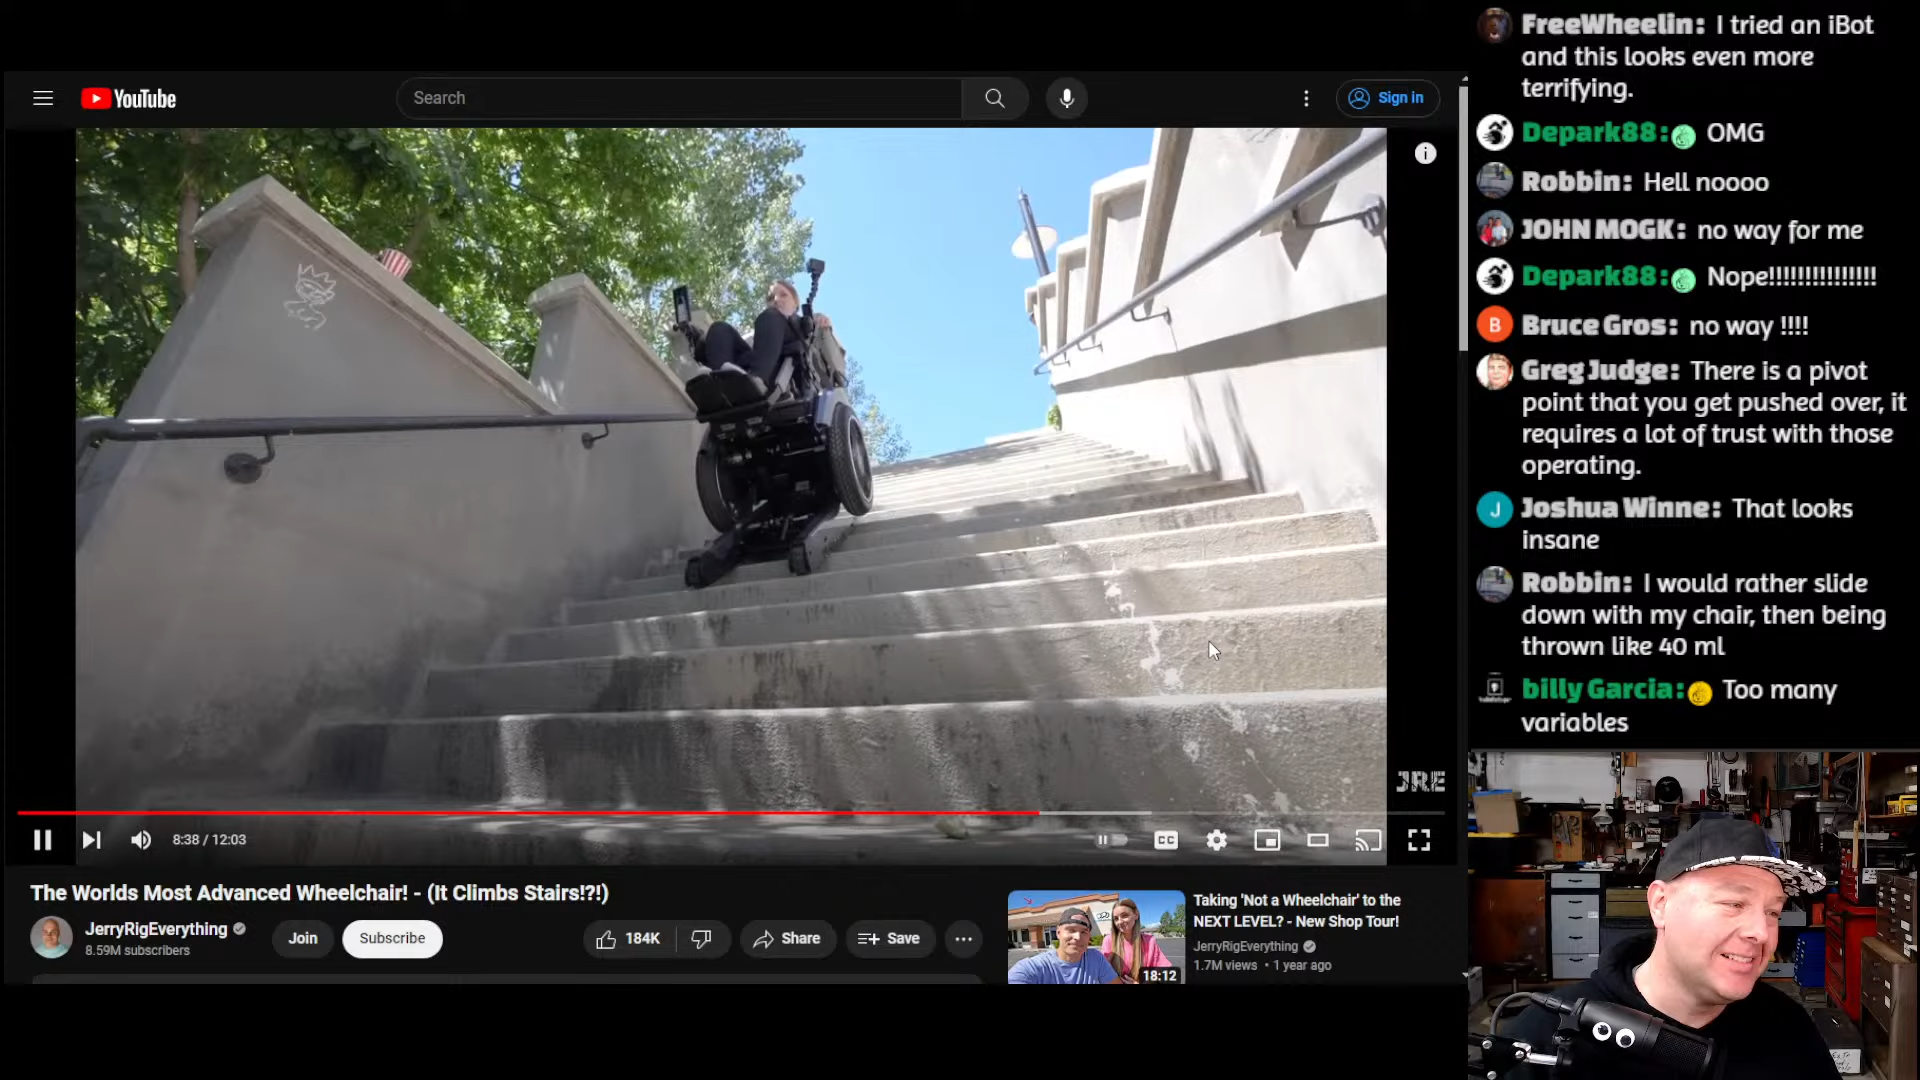 YouTube
Search
Sign in
JRE
8:38 / 12:03
CC
The Worlds Most Advanced Wheelchair! - (It Climbs Stairs!?!)
JerryRigEverything
8.59M subscribers
Join
Subscribe
184K
Share
Save
18:12
Taking 'Not a Wheelchair' to the
NEXT LEVEL? - New Shop Tour!
JerryRigEverything
1.7M views • 1 year ago
FreeWheelin: I tried an iBot
and this looks even more
terrifying.
Depark88: OMG
Robbin: Hell noooo
JOHN MOGK: no way for me
Depark88: Nope!!!!!!!!!!!!!!!
B
Bruce Gros: no way !!!!
Greg Judge: There is a pivot
point that you get pushed over, it
requires a lot of trust with those
operating.
J
Joshua Winne: That looks
insane
Robbin: I would rather slide
down with my chair, then being
thrown like 40 ml
billy Garcia: Too many
variables